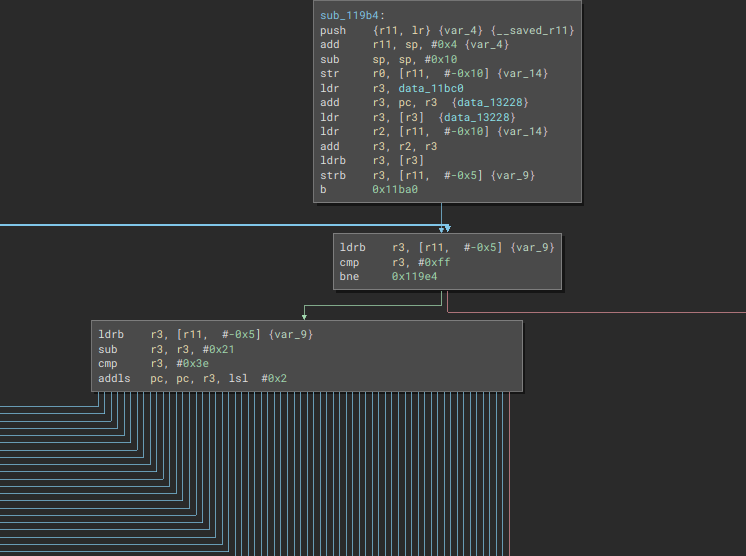 sub_119b4:
push {r11, lr} {var_4} {__saved_r11}
add r11, sp, #0x4 {var_4}
sub sp, sp, #0x10
str r0, [r11, #-0x10] {var_14}
ldr r3, data_11bc0
add r3, pc, r3 {data_13228}
ldr r3, [r3] {data_13228}
ldr r2, [r11, #-0x10] {var_14}
add r3, r2, r3
ldrb r3, [r3]
strb r3, [r11, #-0x5] {var_9}
b 0x11ba0
ldrb r3, [r11, #-0x5] {var_9}
cmp r3, #0xff
bne 0x119e4
ldrb r3, [r11, #-0x5] {var_9}
sub r3, r3, #0x21
cmp r3, #0x3e
addls pc, pc, r3, lsl #0x2